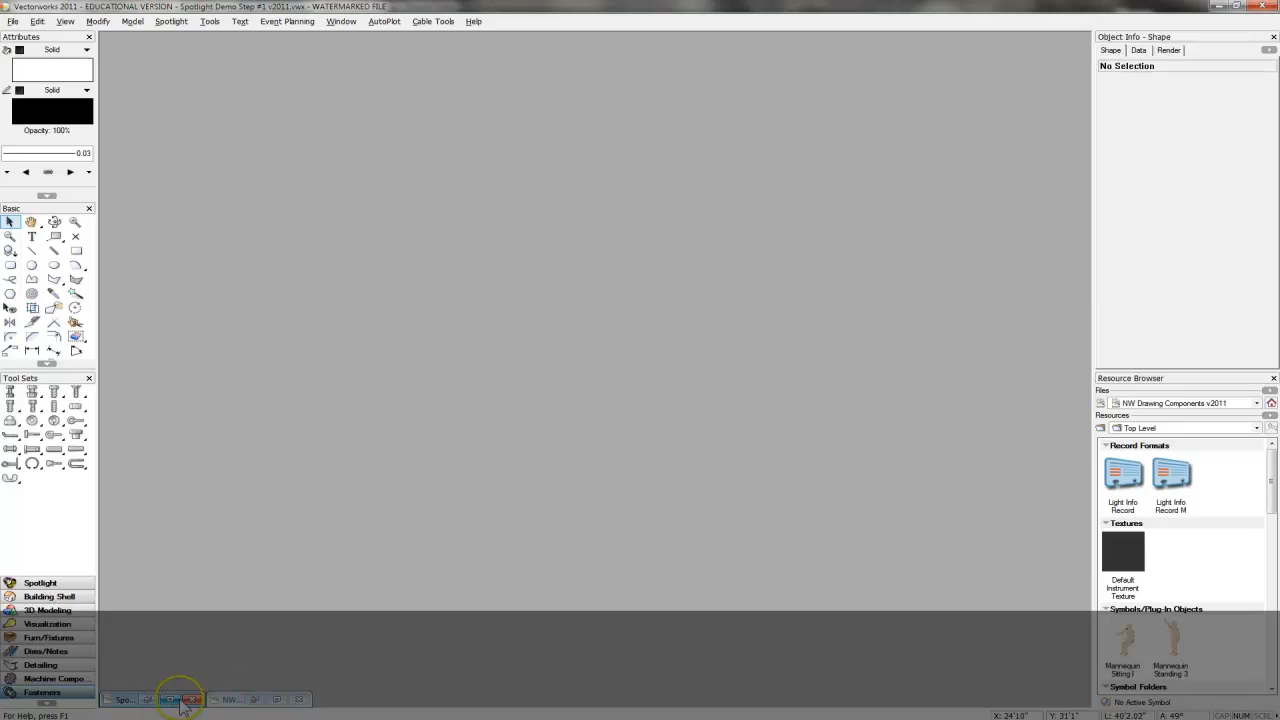 Vectorworks 2011 - EDUCATIONAL VERSION - Spotlight Demo Step #1 v2011.vwx - WATERMARKED FILE
File Edit View Modify Model Spotlight Tools Text Event Planning Window AutoPlot Cable Tools Help
Attributes
Solid
Solid
Opacity: 100%
0.03
Basic
Tool Sets
Spotlight
Building Shell
3D Modeling
Visualization
Furn/Fixtures
Dims/Notes
Detailing
Machine Compo...
Fasteners
Spo...
NW...
Object Info - Shape
Shape Data Render
No Selection
Resource Browser
Files
NW Drawing Components v2011
Resources
Top Level
Record Formats
Light Info Record
Light Info Record M
Textures
Default Instrument Texture
Symbols/Plug-In Objects
Mannequin Sitting 1
Mannequin Standing 3
Symbol Folders
No Active Symbol
For Help, press F1
X: 24'10" Y: 31'1" L: 40'2.02" A: 49° CAP NUM SCRL